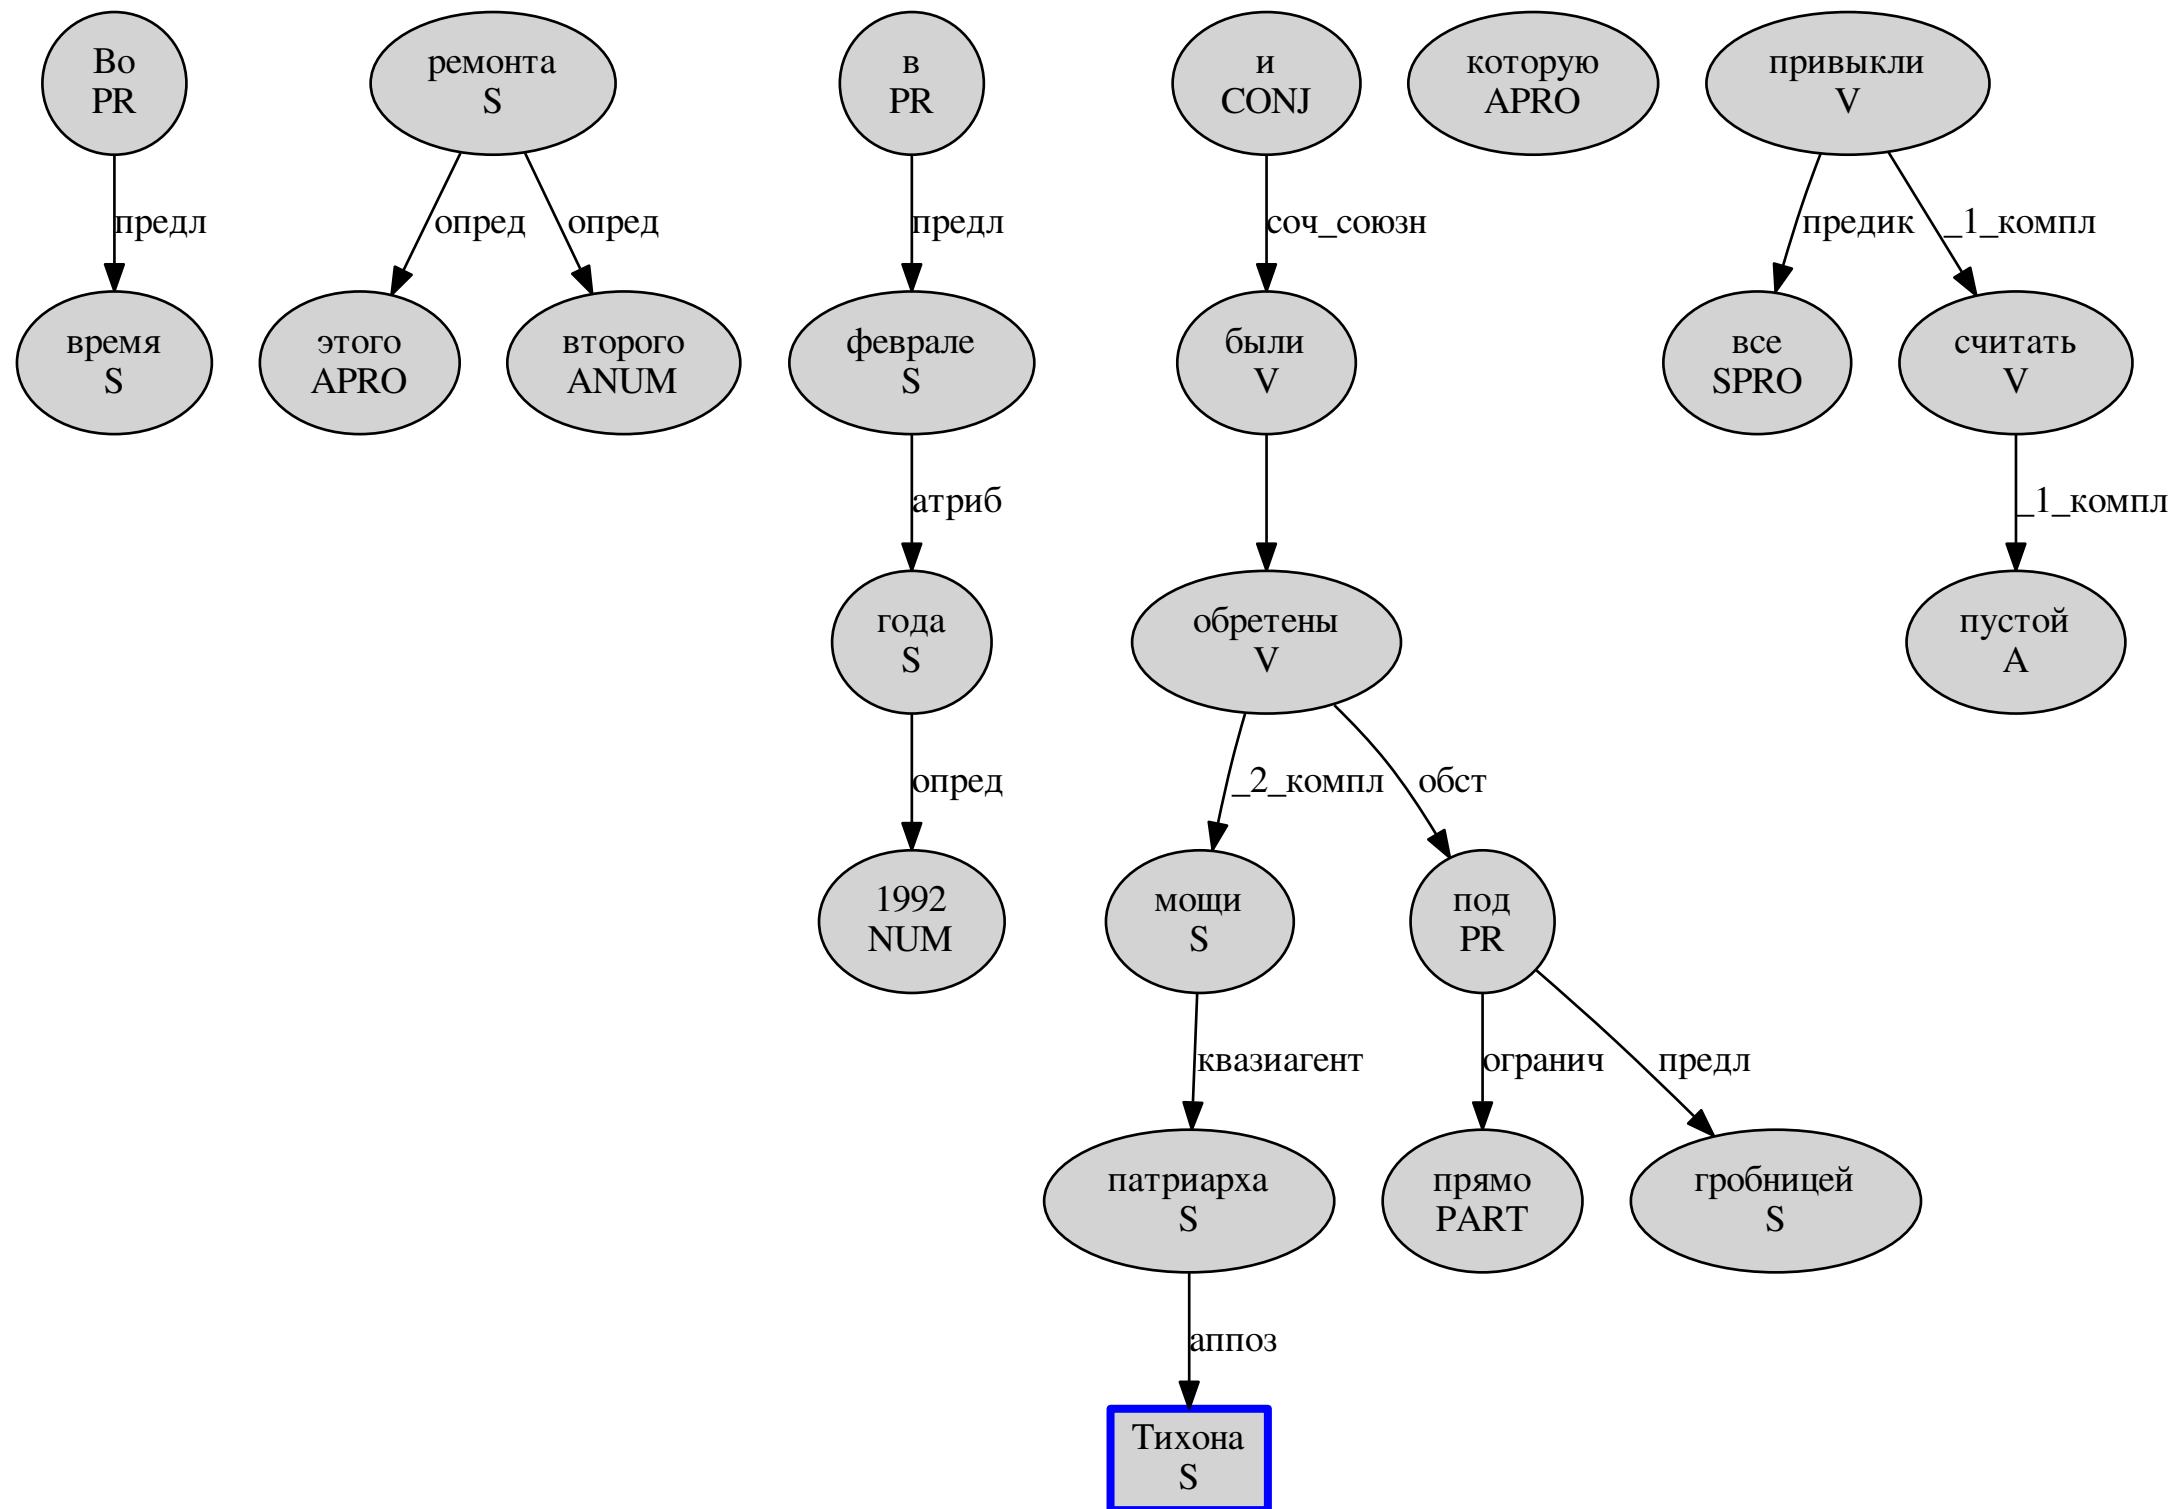 Во
PR
ремонта
S
в
PR
и
CONJ
которую
APRO
привыкли
V
предл
опред
опред
предл
соч_союзн
предик
_1_компл
время
S
этого
APRO
второго
ANUM
феврале
S
были
V
все
SPRO
считать
V
атриб
_1_компл
года
S
обретены
V
пустой
A
опред
_2_компл
обст
1992
NUM
мощи
S
под
PR
квазиагент
огранич
предл
патриарха
S
прямо
PART
гробницей
S
аппоз
Тихона
S